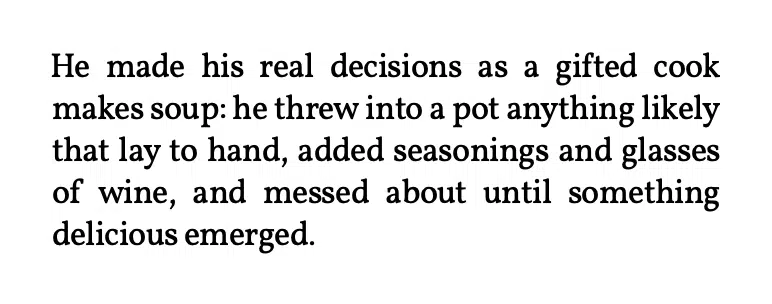 He made his real decisions as a gifted cook
makes soup: he threw into a pot anything likely
that lay to hand, added seasonings and glasses
of wine, and messed about until something
delicious emerged.